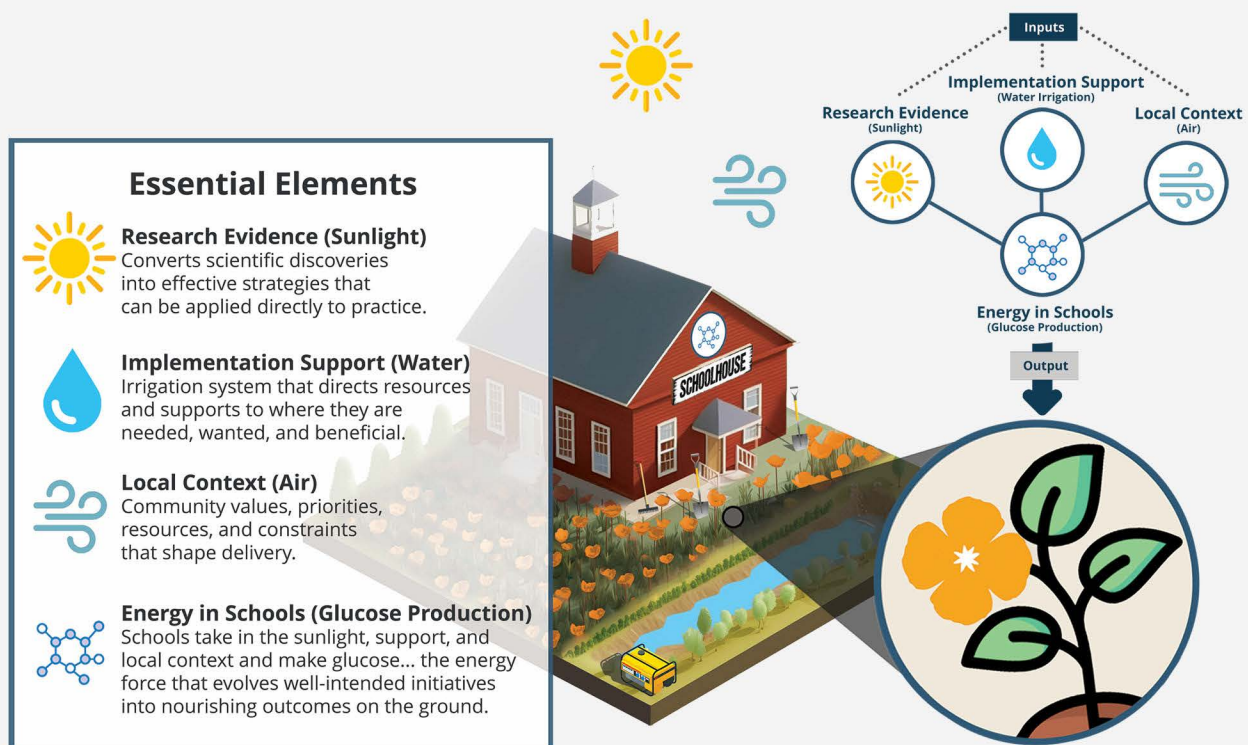 Inputs
Implementation Support
(Water Irrigation)
Research Evidence
(Sunlight)
Local Context
(Air)
Energy in Schools
(Glucose Production)
Output
Essential Elements
Research Evidence (Sunlight)
Converts scientific discoveries
into effective strategies that
can be applied directly to practice.
Implementation Support (Water)
Irrigation system that directs resources
and supports to where they are
needed, wanted, and beneficial.
Local Context (Air)
Community values, priorities,
resources, and constraints
that shape delivery.
Energy in Schools (Glucose Production)
Schools take in the sunlight, support, and
local context and make glucose... the energy
force that evolves well-intended initiatives
into nourishing outcomes on the ground.
SCHOOLHOUSE